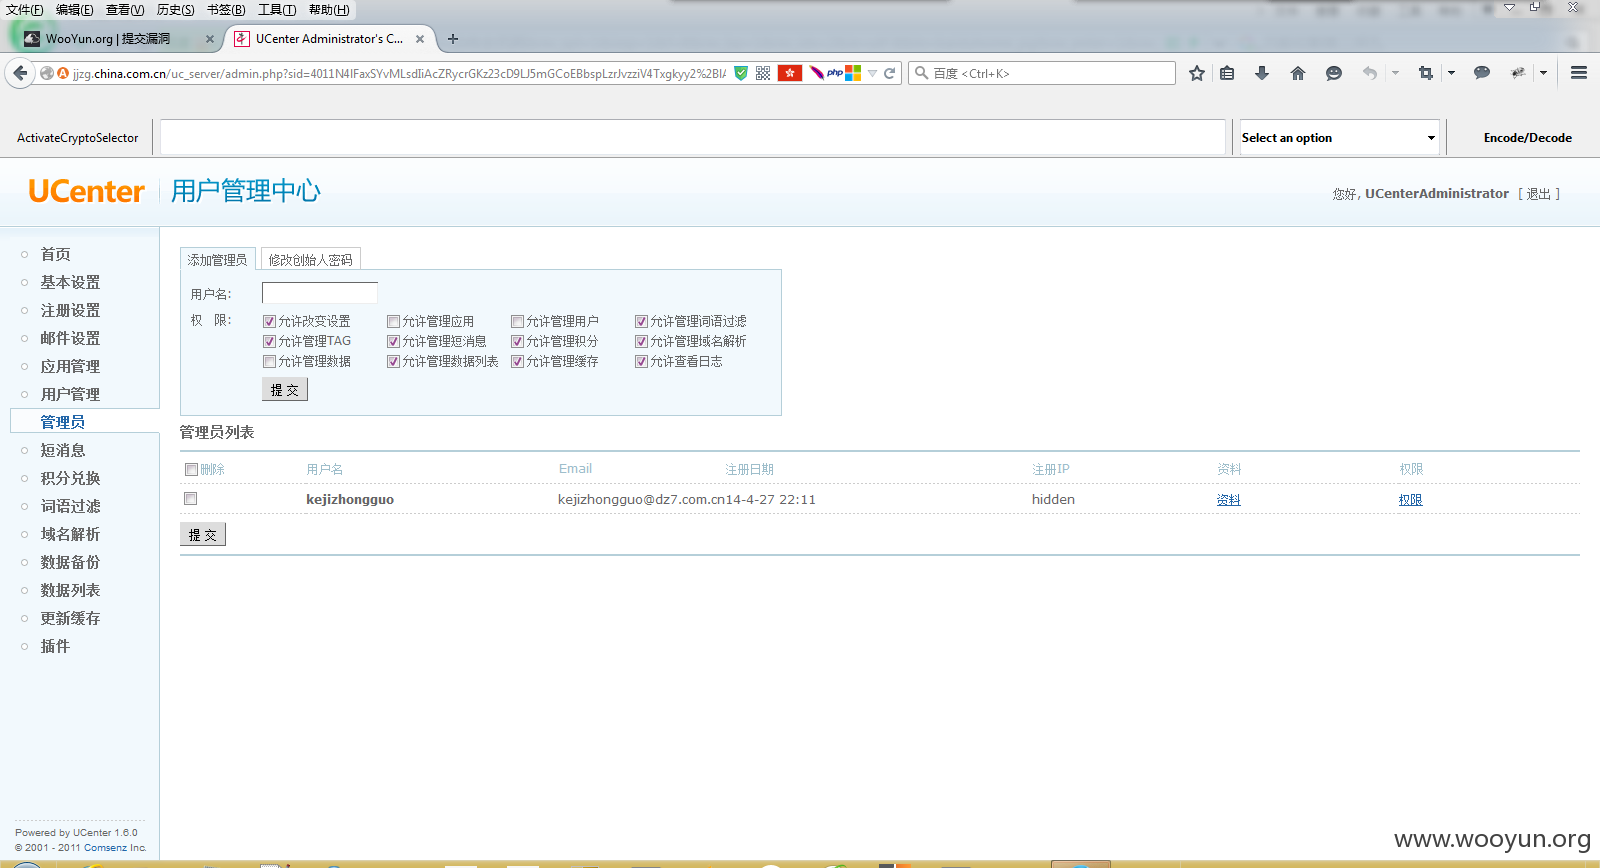 文件(F) 编辑(E) 查看(V) 历史(S) 书签(B) 工具(T) 帮助(H)
WooYun.org | 提交漏洞 × UCenter Administrator's C... × +
jjzg.china.com.cn/uc_server/admin.php?sid= php 百度 <Ctrl+K>
ActivateCryptoSelector Select an option Encode/Decode
UCenter 用户管理中心 您好, UCenterAdministrator [ 退出 ]
首页
基本设置
注册设置
邮件设置
应用管理
用户管理
管理员
短消息
积分兑换
词语过滤
域名解析
数据备份
数据列表
更新缓存
插件
添加管理员 修改创始人密码
用户名:
权 限: 允许改变设置 允许管理应用 允许管理用户 允许管理词语过滤
允许管理TAG 允许管理短消息 允许管理积分 允许管理域名解析
允许管理数据 允许管理数据列表 允许管理缓存 允许查看日志
提 交
管理员列表
删除 用户名 Email 注册日期 注册IP 资料 权限
kejizhongguo kejizhongguo@dz7.com.cn14-4-27 22:11 hidden 资料 权限
提 交
Powered by UCenter 1.6.0
© 2001 - 2011 Comsenz Inc.
www.wooyun.org